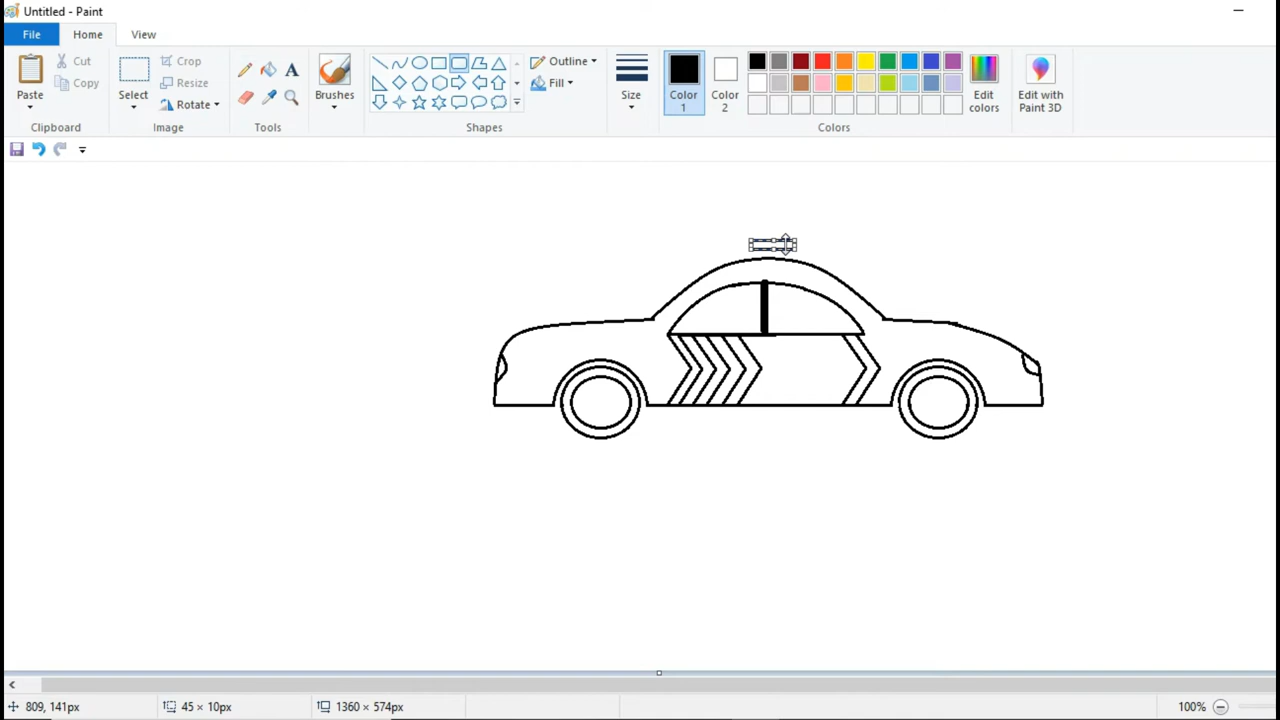 Untitled - Paint
File Home View
Paste
Cut
Copy
Clipboard
Select
Crop
Resize
Rotate
Image
Tools
Brushes
Outline
Fill
Shapes
Size
Color 1
Color 2
Edit colors
Colors
Edit with Paint 3D
809, 141px 45 × 10px 1360 × 574px 100%